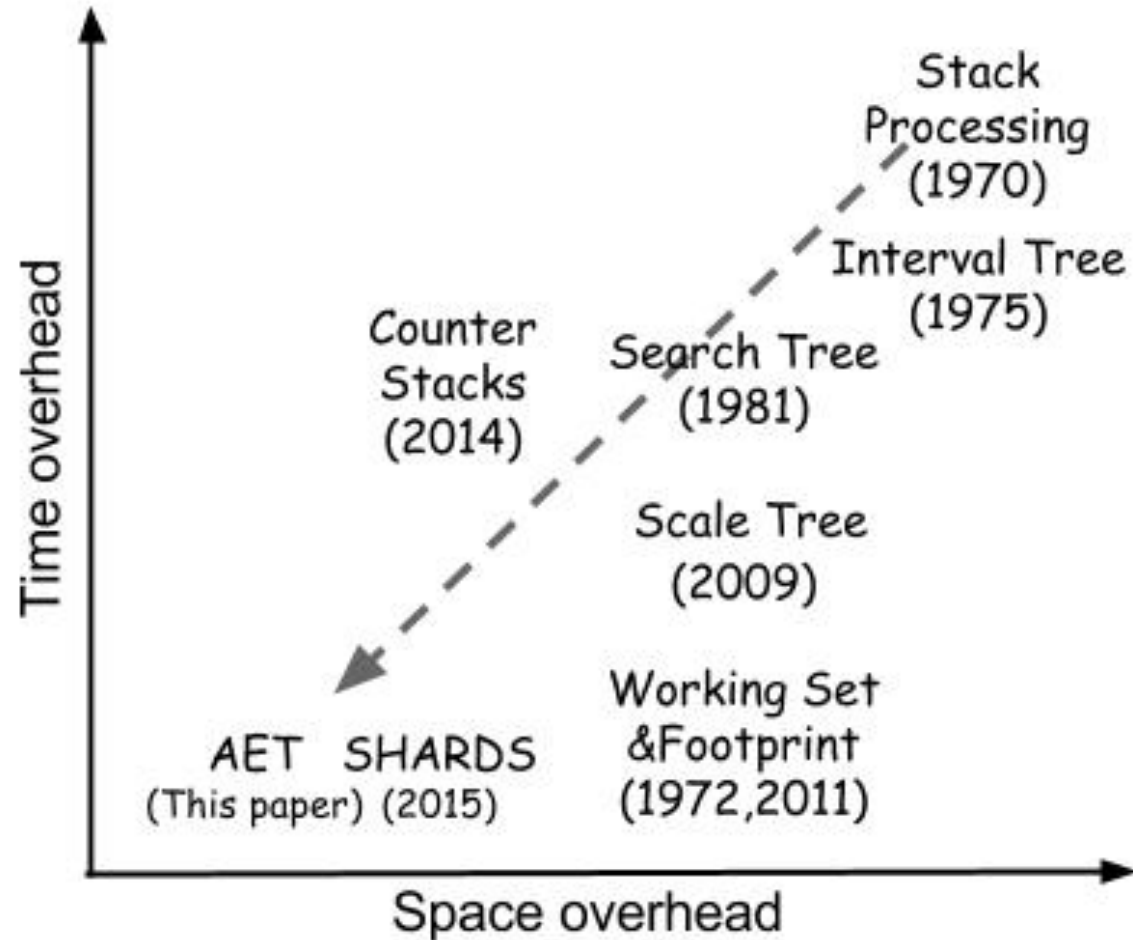 Stack
Processing
(1970)
Interval Tree
(1975)
Counter
Stacks
(2014)
Search Tree
(1981)
Scale Tree
(2009)
Working Set
&Footprint
(1972,2011)
AET SHARDS
(This paper) (2015)
Time overhead
Space overhead